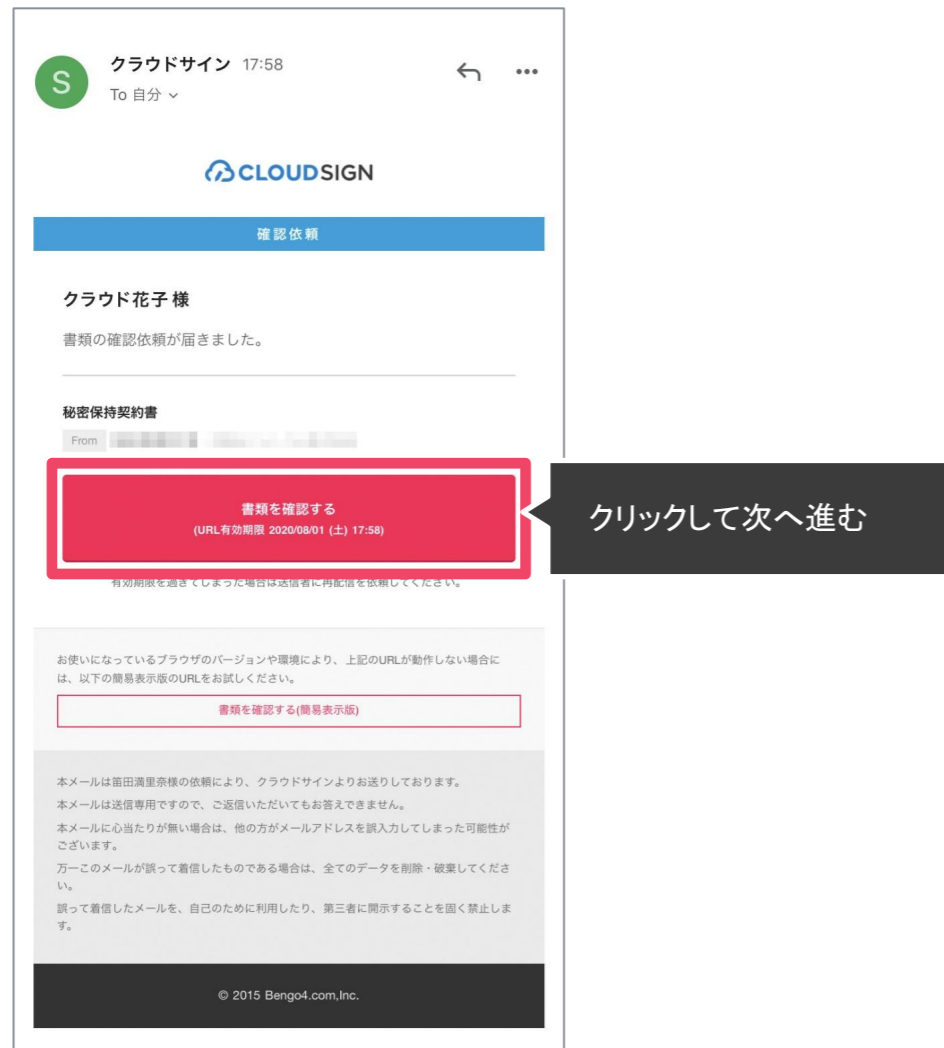 S
クラウドサイン 17:58
To 自分
CLOUDSIGN
確認依頼
クラウド花子 様
書類の確認依頼が届きました。
秘密保持契約書
From
書類を確認する
(URL有効期限 2020/08/01 (土) 17:58)
クリックして次へ進む
有効期限を過ぎてしまった場合は送信者に再配信を依頼してください。
お使いになっているブラウザのバージョンや環境により、上記のURLが動作しない場合に
は、以下の簡易表示版のURLをお試しください。
書類を確認する(簡易表示版)
本メールは笛田満里奈様の依頼により、クラウドサインよりお送りしております。
本メールは送信専用ですので、ご返信いただいてもお答えできません。
本メールに心当たりが無い場合は、他の方がメールアドレスを誤入力してしまった可能性が
ございます。
万一このメールが誤って着信したものである場合は、全てのデータを削除・破棄してくださ
い。
誤って着信したメールを、自己のために利用したり、第三者に開示することを固く禁止しま
す。
© 2015 Bengo4.com,Inc.